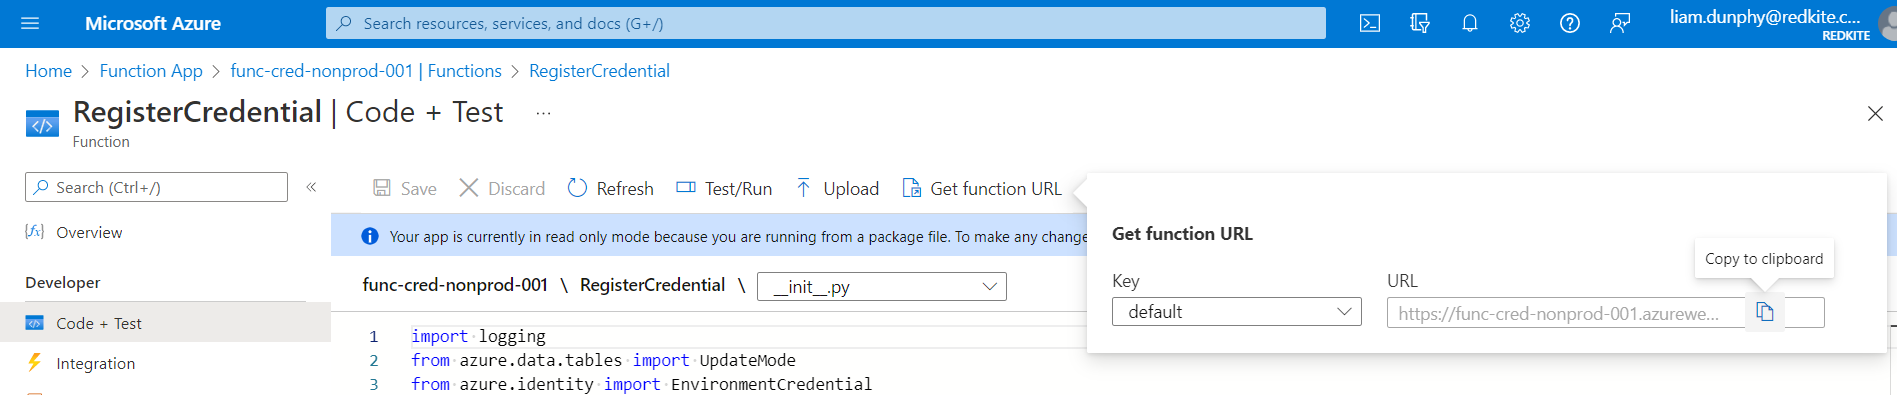 Microsoft Azure
Search resources, services, and docs (G+/)
liam.dunphy@redkite.c...
REDKITE
Home > Function App > func-cred-nonprod-001 | Functions > RegisterCredential
RegisterCredential | Code + Test ...
Function
Search (Ctrl+/)
«
Save Discard Refresh Test/Run Upload Get function URL
Overview
Your app is currently in read only mode because you are running from a package file. To make any change
Developer
Code + Test
Integration
func-cred-nonprod-001 \ RegisterCredential \ __init__.py
1 import logging
2 from azure.data.tables import UpdateMode
3 from azure.identity import EnvironmentCredential
Get function URL
Copy to clipboard
Key
URL
default
https://func-cred-nonprod-001.azurewe...